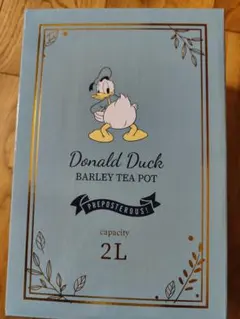 Donald Duck
BARLEY TEA POT
PREPOSTEROUS!
capacity
2L